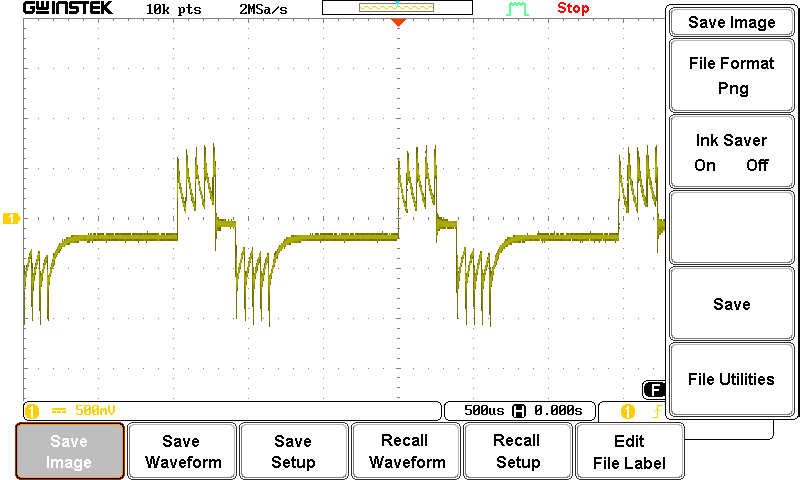 GWINSTEK 10k pts 2MSa/s Stop
Save Image
File Format
Png
Ink Saver
On Off
1
Save
File Utilities
F
1 500mV 500us H 0.000s 1
Save
Image
Save
Waveform
Save
Setup
Recall
Waveform
Recall
Setup
Edit
File Label